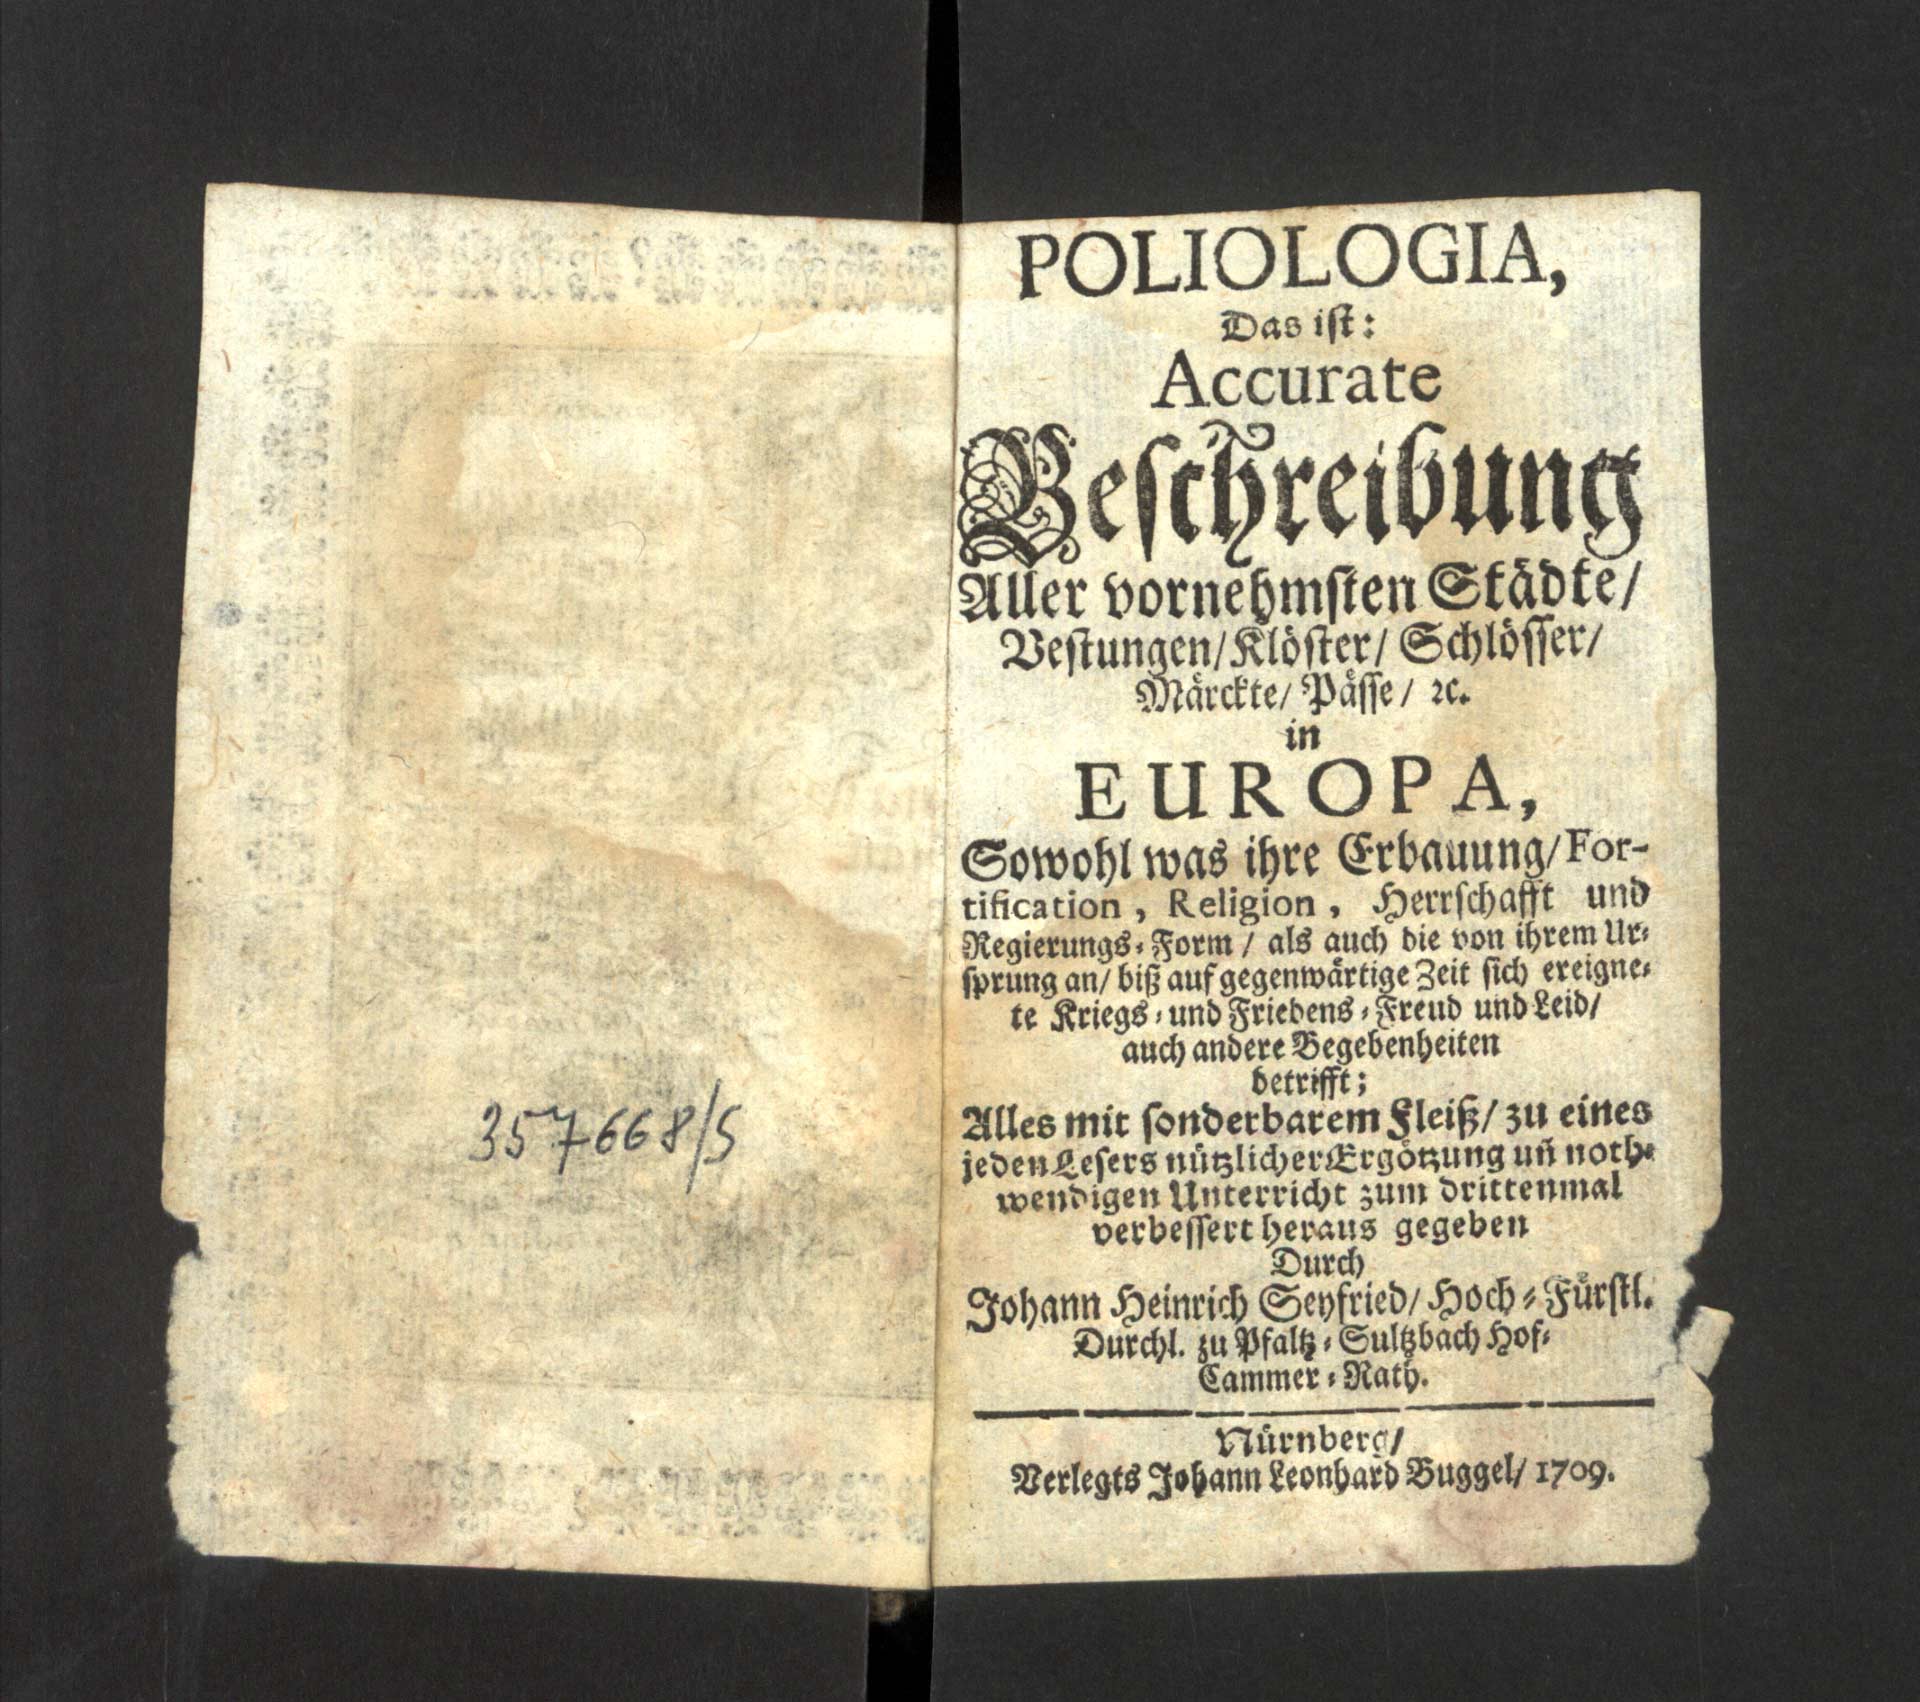 357668/5
POLIOLOGIA,
Das ist:
Accurate
Beschreibung
Aller vornehmsten Städte/
Vestungen/Klöster/ Schlösser/
Märckte/ Pässe/ ꝛc.
in
EUROPA,
Sowohl was ihre Erbauung/For-
tification, Religion, Herrschafft und
Regierungs-Form/ als auch die von ihrem Ur-
sprung an/ biß auf gegenwärtige Zeit sich ereigne-
te Kriegs-und Friedens-Freud und Leid/
auch andere Begebenheiten
betrifft;
Alles mit sonderbarem Fleiß/ zu eines
jeden Lesers nützlicher Ergötzung uñ noth-
wendigen Unterricht zum drittenmal
verbessert heraus gegeben
Durch
Johann Heinrich Seyfried/ Hoch-Fürstl.
Durchl. zu Pfaltz-Sultzbach Hof-
Cammer-Rath.
Nürnberg/
Verlegts Johann Leonhard Buggel/ 1709.